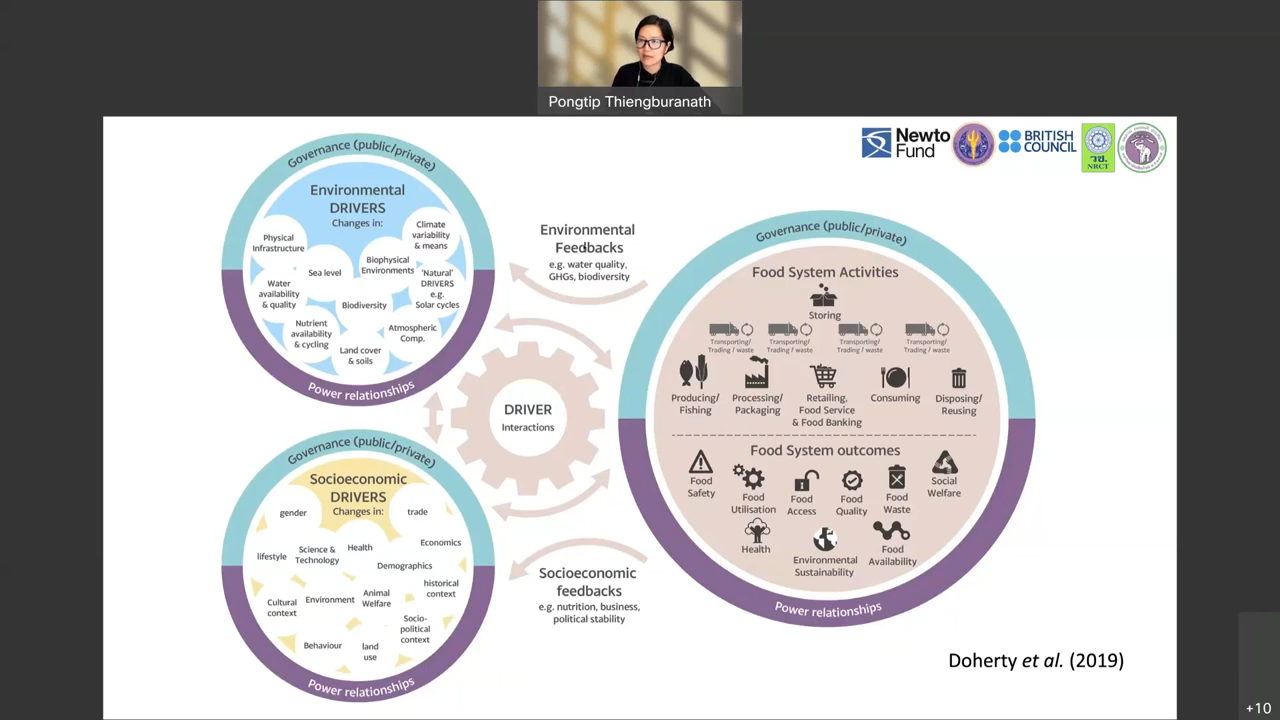 Pongtip Thiengburanath
Newto
Fund
BRITISH
COUNCIL
วช.
NRCT
Governance (public/private)
Environmental
DRIVERS
Changes in:
Physical
Infrastructure
Climate
variability
& means
Sea level
Biophysical
Environments
Water
availability
& quality
Biodiversity
'Natural'
DRIVERS
e.g.
Solar cycles
Nutrient
availability
& cycling
Land cover
& soils
Atmospheric
Comp.
Power relationships
Environmental
Feedbacks
e.g. water quality,
GHGs, biodiversity
DRIVER
Interactions
Governance (public/private)
Socioeconomic
DRIVERS
Changes in:
gender
trade
lifestyle
Science &
Technology
Health
Economics
Demographics
Cultural
context
Environment
Animal
Welfare
historical
context
Behaviour
land
use
Socio-
political
context
Power relationships
Socioeconomic
feedbacks
e.g. nutrition, business,
political stability
Governance (public/private)
Food System Activities
Storing
Transporting/
Trading / waste
Transporting/
Trading / waste
Transporting/
Trading / waste
Transporting/
Trading / waste
Producing/
Fishing
Processing/
Packaging
Retailing,
Food Service
& Food Banking
Consuming
Disposing/
Reusing
Food System outcomes
Food
Safety
Food
Utilisation
Food
Access
Food
Quality
Food
Waste
Social
Welfare
Health
Environmental
Sustainability
Food
Availability
Power relationships
Doherty et al. (2019)
+10